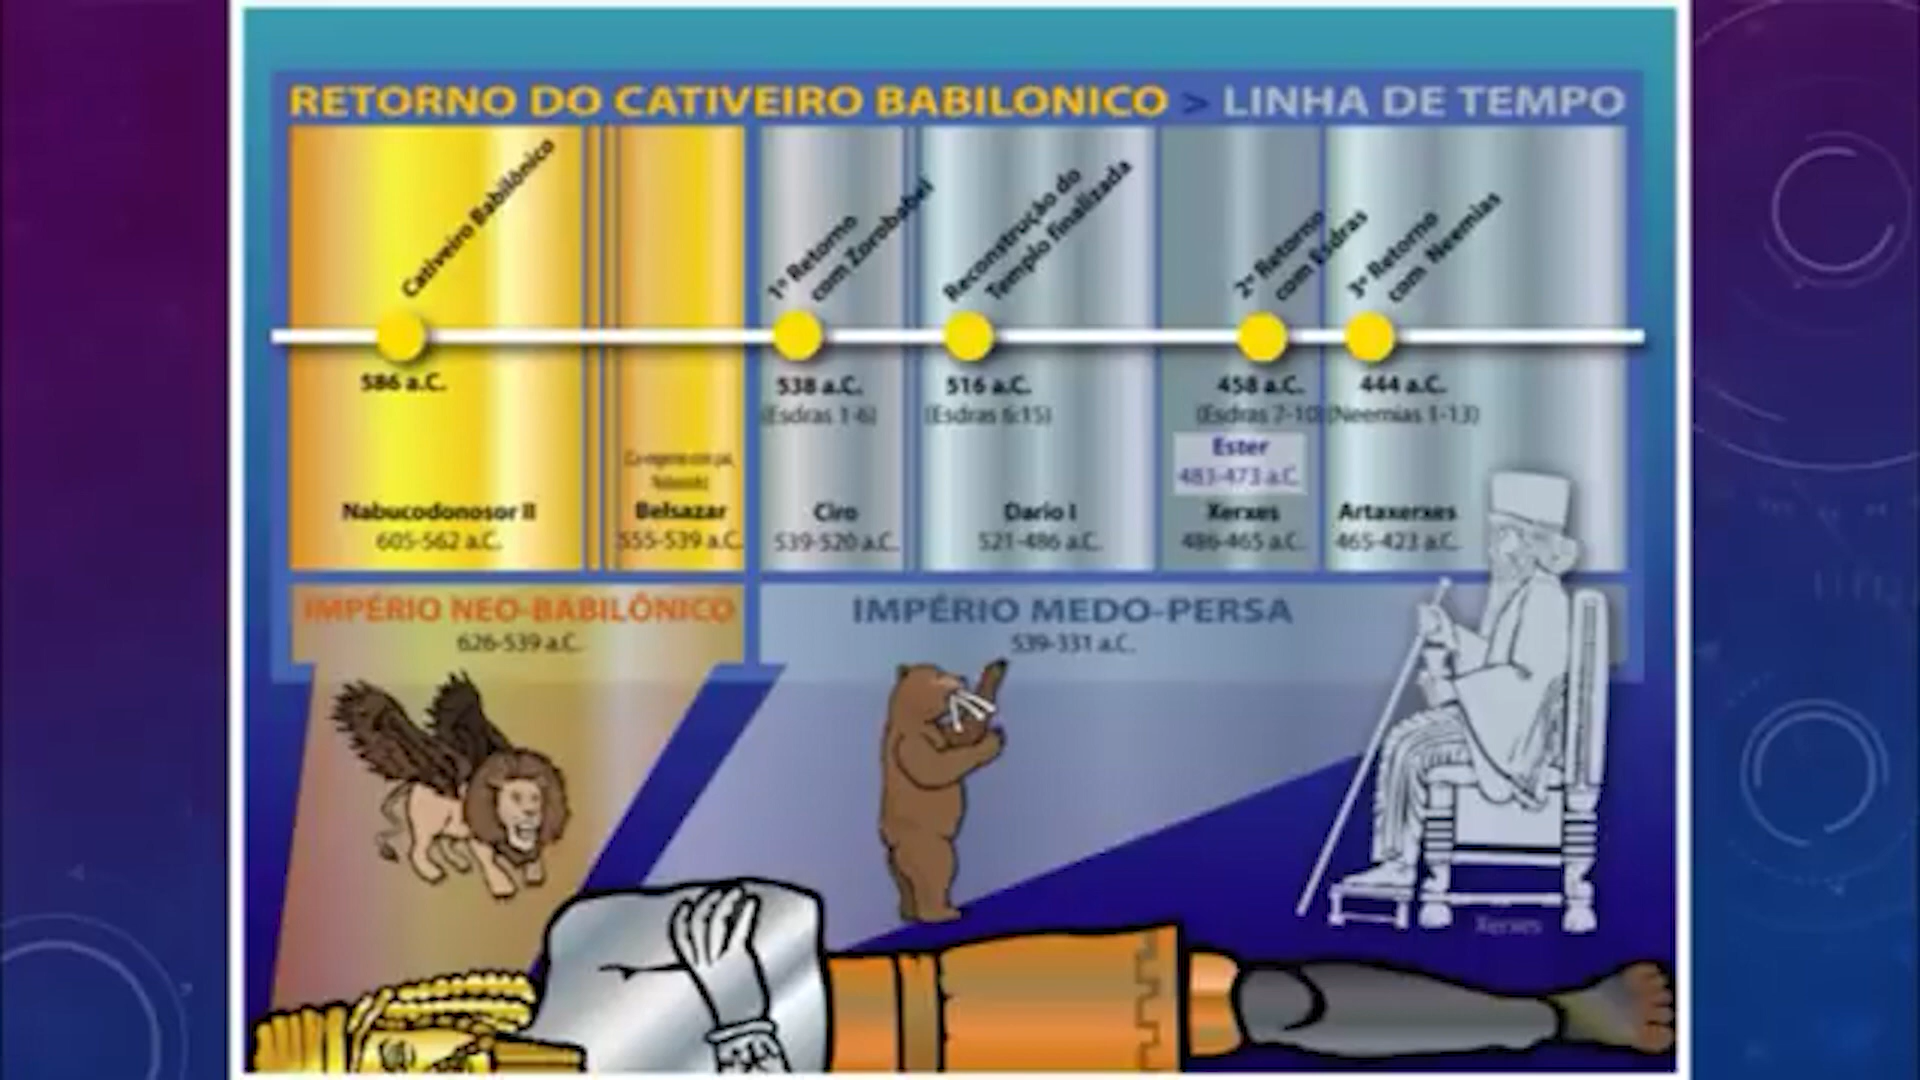 RETORNO DO CATIVEIRO BABILONICO > LINHA DE TEMPO
Cativeiro Babilônico
1º Retorno
com Zorobabel
Reconstrução do
Templo finalizada
2º Retorno
com Esdras
3º Retorno
com Neemias
586 a.C.
538 a.C.
(Esdras 1-6)
516 a.C.
(Esdras 6:15)
458 a.C.
(Esdras 7-10)
444 a.C.
(Neemias 1-13)
Ester
483-473 a.C.
Nabucodonosor II
605-562 a.C.
Belsazar
555-539 a.C.
Ciro
539-520 a.C.
Dario I
521-486 a.C.
Xerxes
486-465 a.C.
Artaxerxes
465-423 a.C.
IMPÉRIO NEO-BABILÔNICO
626-539 a.C.
IMPÉRIO MEDO-PERSA
539-331 a.C.
Xerxes